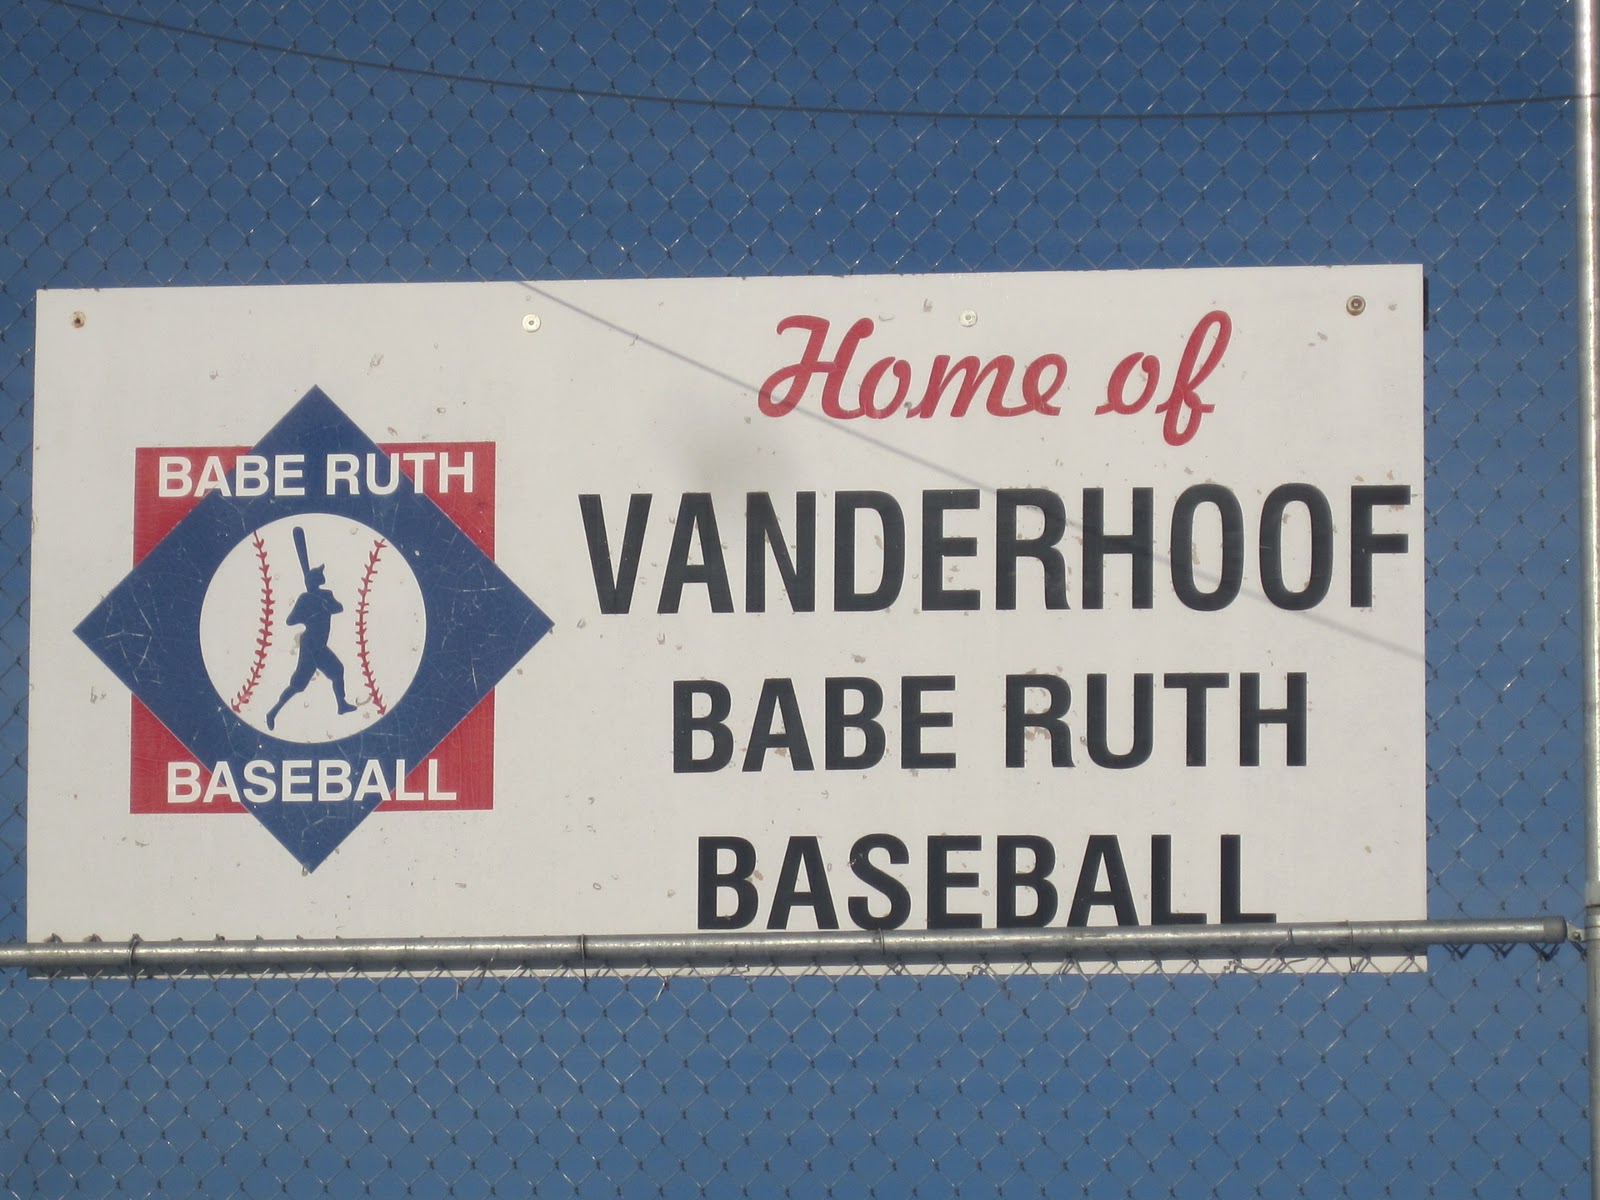 BABE RUTH
BASEBALL
Home of
VANDERHOOF
BABE RUTH
BASEBALL